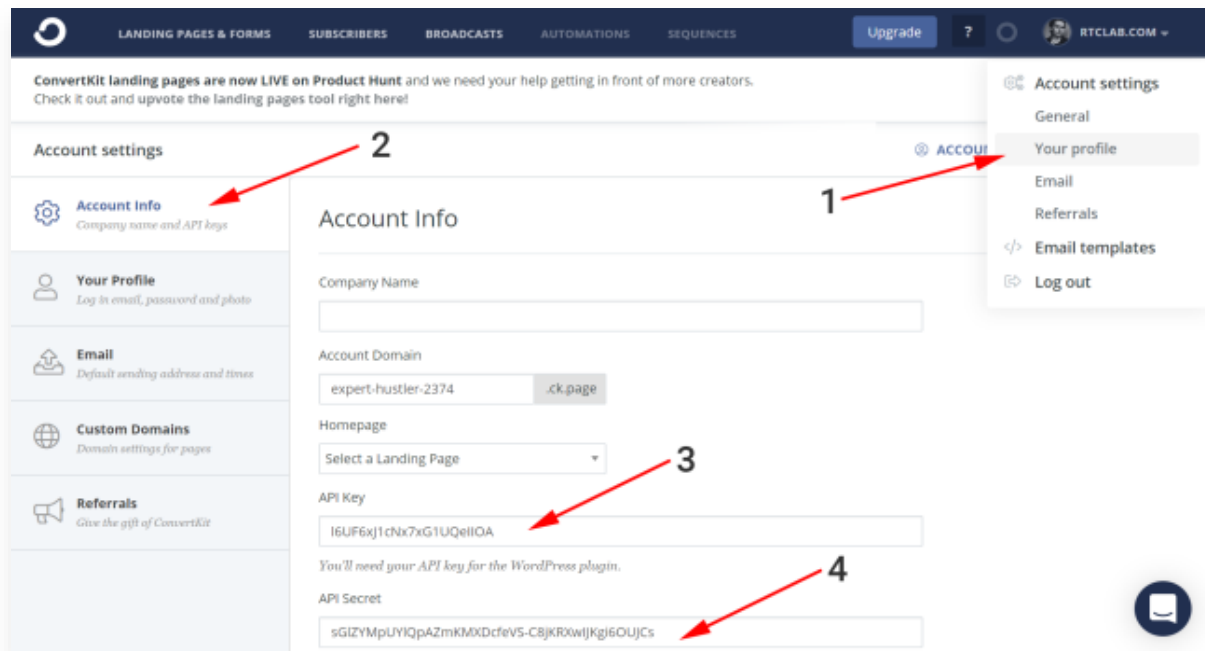 LANDING PAGES & FORMS SUBSCRIBERS BROADCASTS AUTOMATIONS SEQUENCES Upgrade ? RTCLAB.COM
ConvertKit landing pages are now LIVE on Product Hunt and we need your help getting in front of more creators.
Check it out and upvote the landing pages tool right here!
Account settings
General
Your profile
Email
Referrals
Email templates
Log out
Account settings
ACCOUN
1
2
Account Info
Company name and API keys
Your Profile
Log in email, password and photo
Email
Default sending address and times
Custom Domains
Domain settings for pages
Referrals
Give the gift of ConvertKit
Account Info
Company Name
Account Domain
expert-hustler-2374 .ck.page
Homepage
Select a Landing Page
3
API Key
You'll need your API key for the WordPress plugin.
4
API Secret